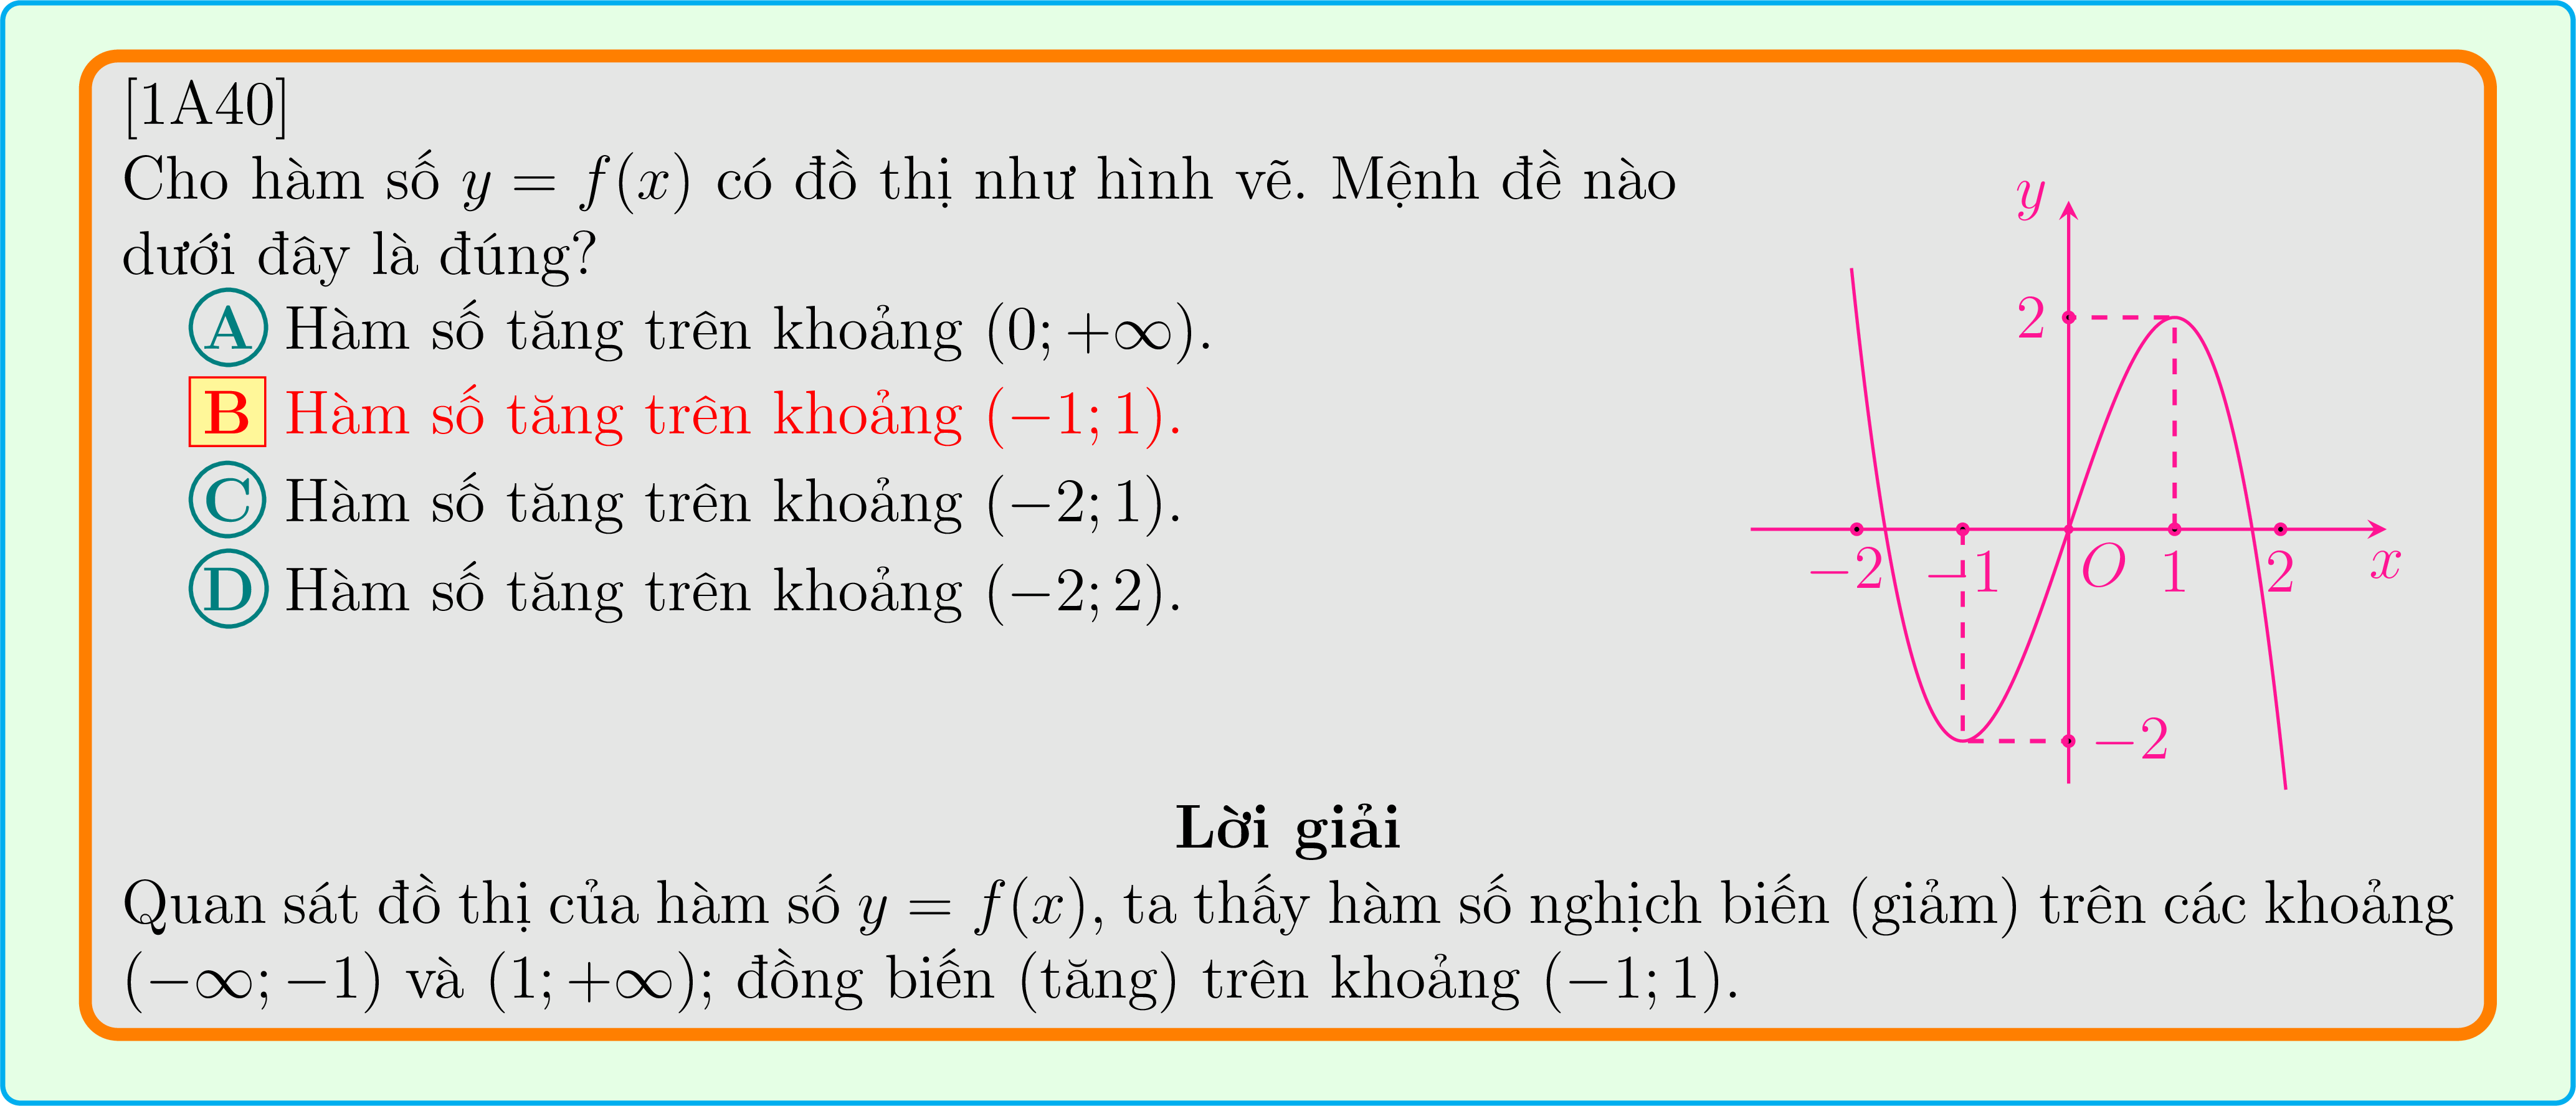 [1A40]
Cho hàm số y = f(x) có đồ thị như hình vẽ. Mệnh đề nào
dưới đây là đúng?
A Hàm số tăng trên khoảng (0; +∞).
B Hàm số tăng trên khoảng (−1; 1).
C Hàm số tăng trên khoảng (−2; 1).
D Hàm số tăng trên khoảng (−2; 2).
y
2
−2 −1 O 1 2 x
−2
Lời giải
Quan sát đồ thị của hàm số y = f(x), ta thấy hàm số nghịch biến (giảm) trên các khoảng
(−∞; −1) và (1; +∞); đồng biến (tăng) trên khoảng (−1; 1).